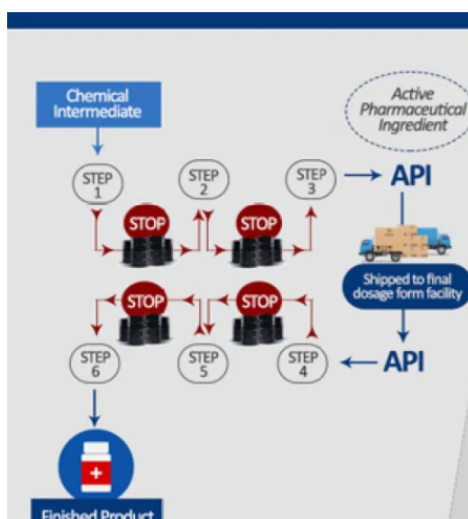 Chemical
Intermediate
Active
Pharmaceutical
Ingredient
STEP
1
STEP
2
STEP
3
API
STOP
STOP
Shipped to final
dosage form facility
STOP
STOP
STEP
6
STEP
5
STEP
4
API
Finished Product